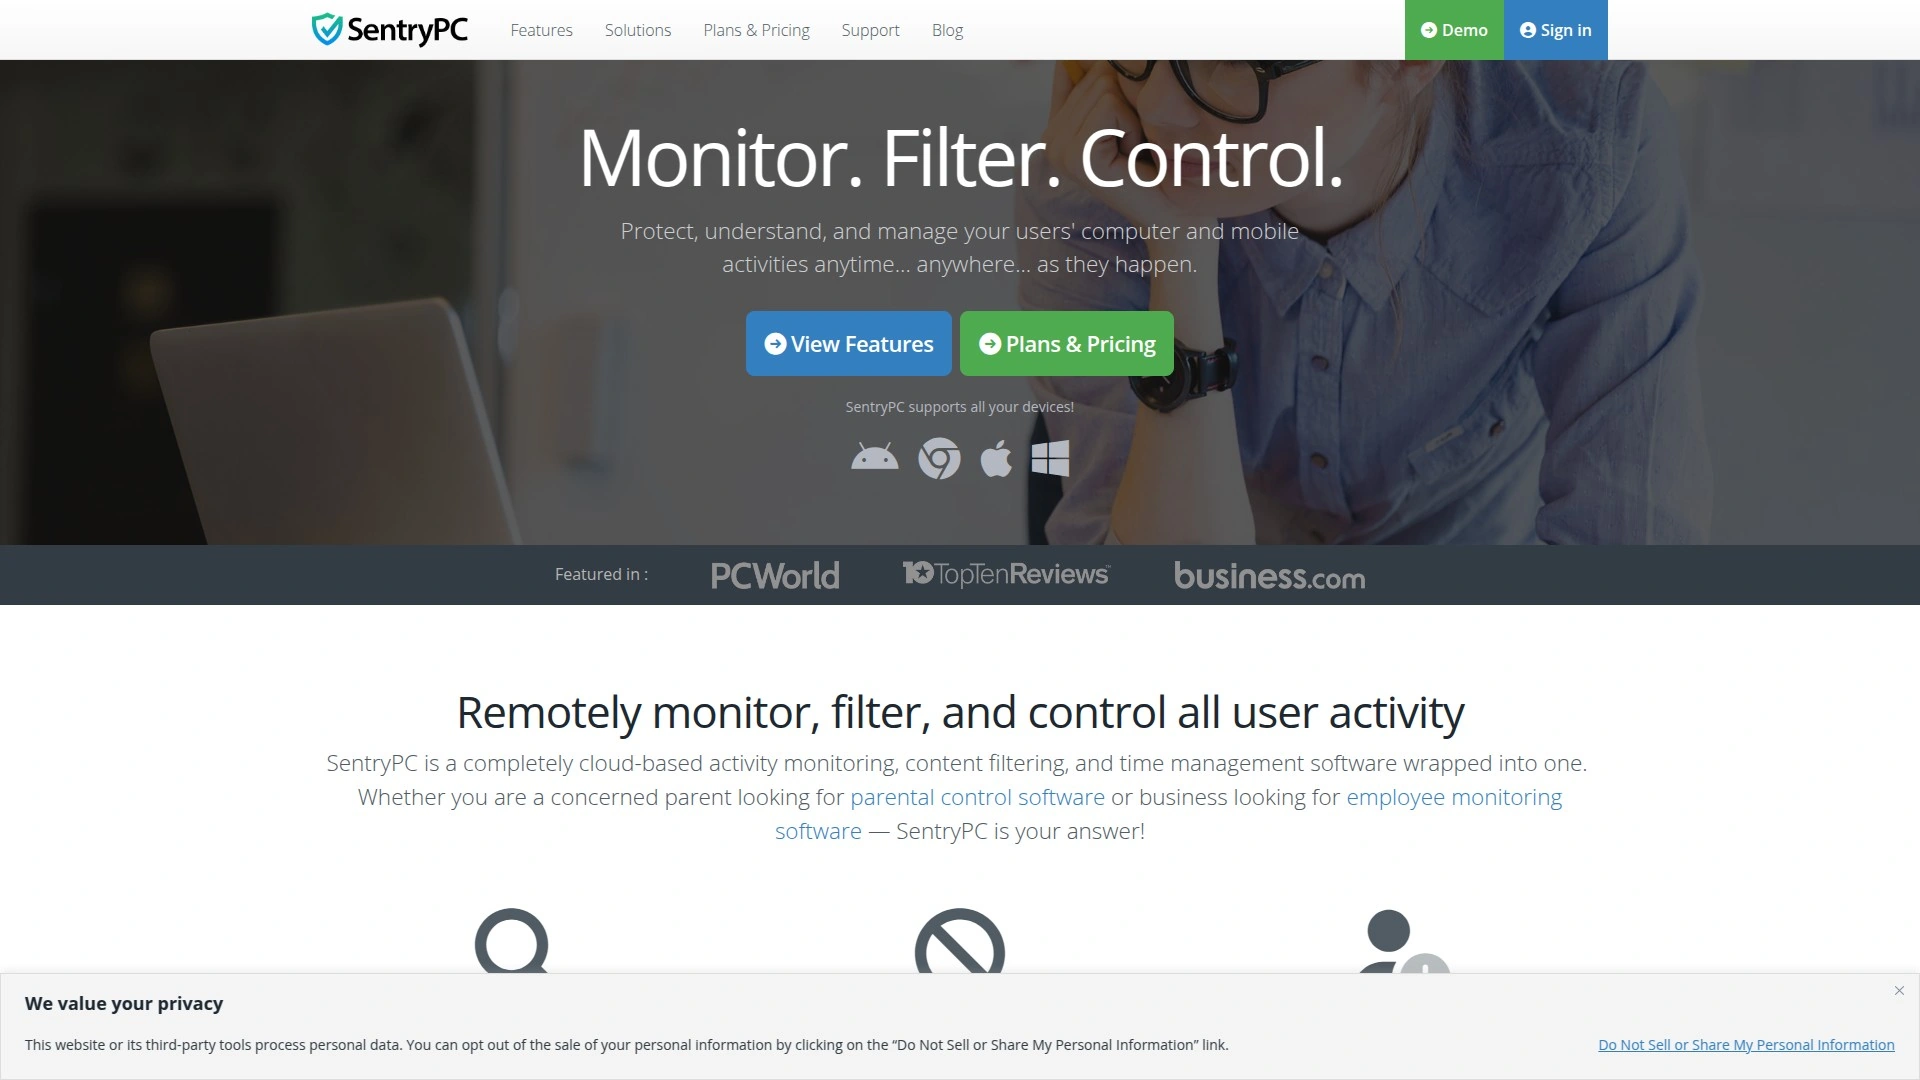 SentryPC
Features
Solutions
Plans & Pricing
Support
Blog
Demo
Sign in
Monitor. Filter. Control.
Protect, understand, and manage your users' computer and mobile
activities anytime... anywhere... as they happen.
View Features
Plans & Pricing
SentryPC supports all your devices!
Featured in :
PCWorld
10 TopTenReviews™
business.com
Remotely monitor, filter, and control all user activity
SentryPC is a completely cloud-based activity monitoring, content filtering, and time management software wrapped into one.
Whether you are a concerned parent looking for parental control software or business looking for employee monitoring
software — SentryPC is your answer!
We value your privacy
This website or its third-party tools process personal data. You can opt out of the sale of your personal information by clicking on the “Do Not Sell or Share My Personal Information” link.
Do Not Sell or Share My Personal Information